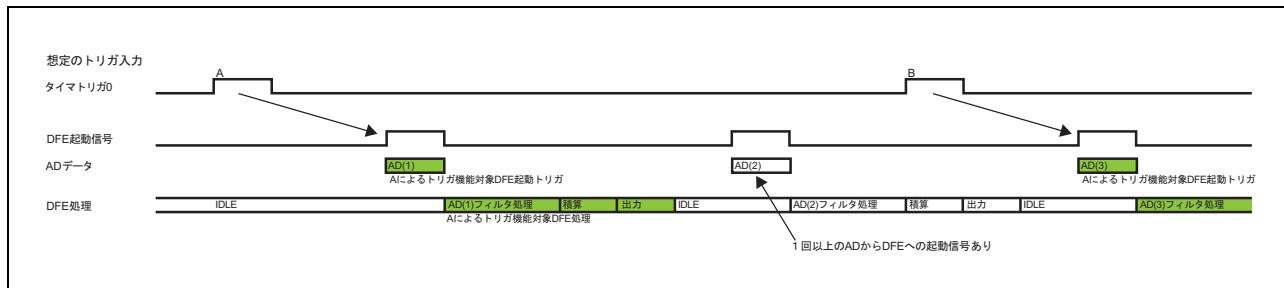 想定のトリガ入力
タイマトリガ0
A
B
DFE起動信号
ADデータ
AD(1)
AD(2)
AD(3)
Aによるトリガ機能対象DFE起動トリガ
Aによるトリガ機能対象DFE起動トリガ
DFE処理
IDLE
AD(1)フィルタ処理
積算
出力
IDLE
AD(2)フィルタ処理
積算
出力
IDLE
AD(3)フィルタ処理
Aによるトリガ機能対象DFE処理
1回以上のADからDFEへの起動信号あり